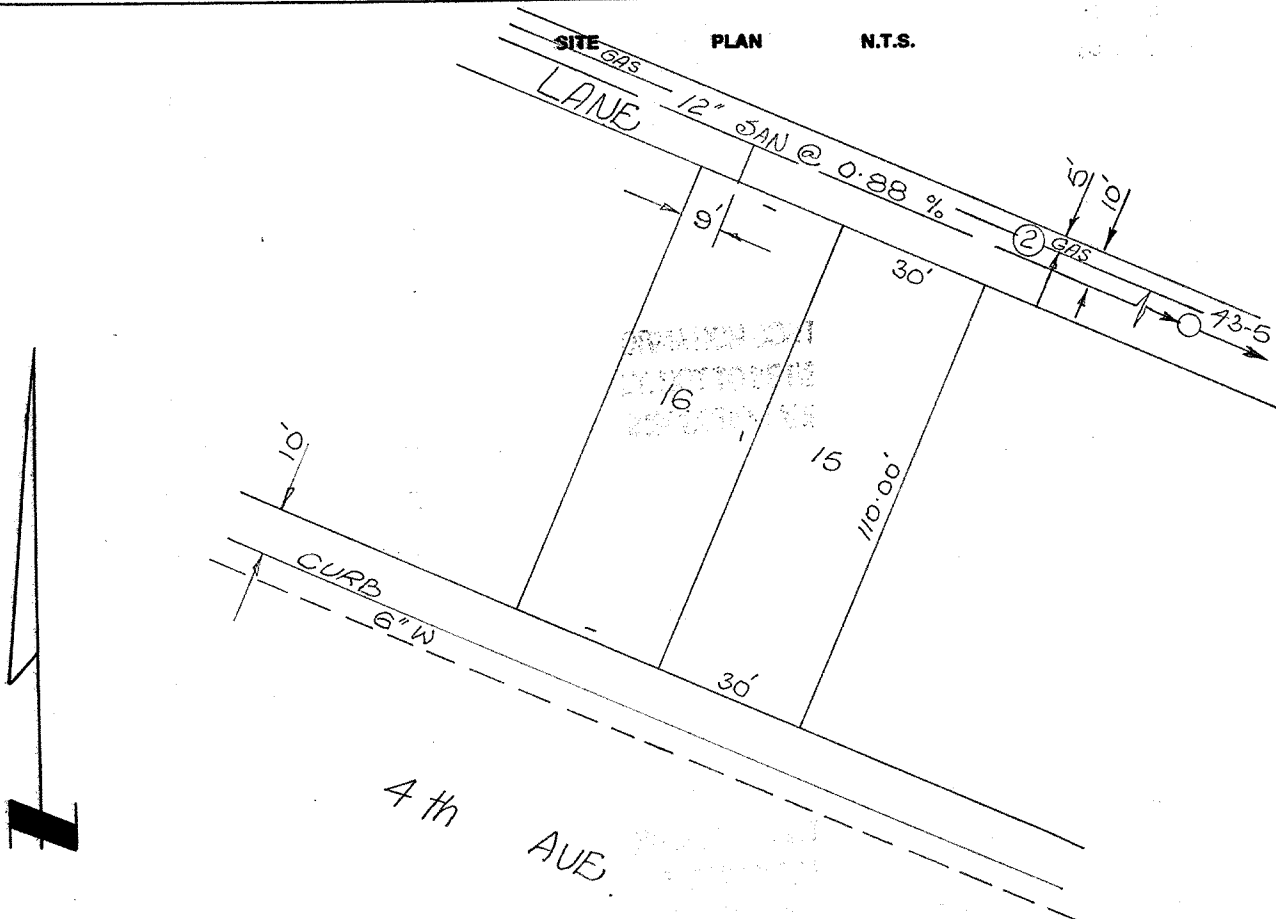 SITE PLAN N.T.S.
GAS
LANE
12" SAN @ 0.88 %
5'
10'
2
GAS
43-5
9'
30'
16
15
110.00'
10'
CURB
6" W
30'
4 th AVE.